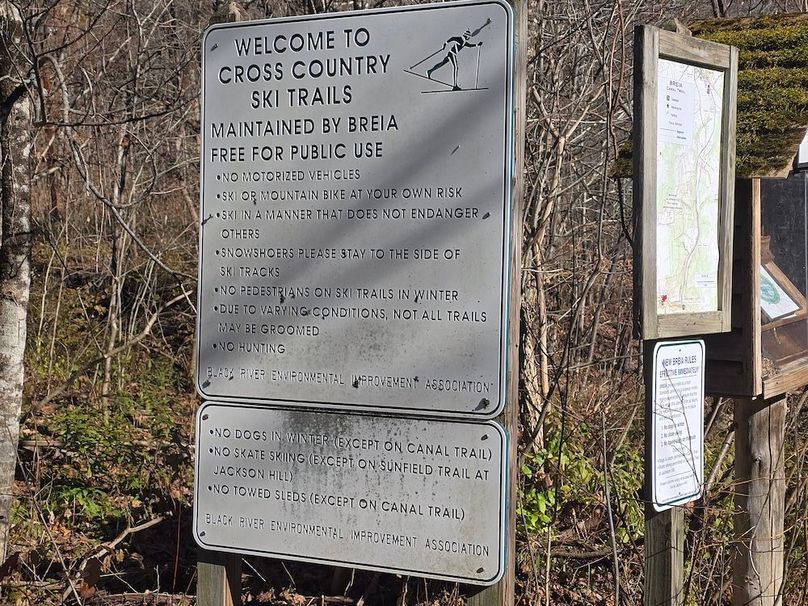 WELCOME TO
CROSS COUNTRY
SKI TRAILS
MAINTAINED BY BREIA
FREE FOR PUBLIC USE
•NO MOTORIZED VEHICLES
•SKI OR MOUNTAIN BIKE AT YOUR OWN RISK
•SKI IN A MANNER THAT DOES NOT ENDANGER
OTHERS
•SNOWSHOERS PLEASE STAY TO THE SIDE OF
SKI TRACKS
•NO PEDESTRIANS ON SKI TRAILS IN WINTER
•DUE TO VARYING CONDITIONS, NOT ALL TRAILS
MAY BE GROOMED
•NO HUNTING
BLACK RIVER ENVIRONMENTAL IMPROVEMENT ASSOCIATION
•NO DOGS IN WINTER (EXCEPT ON CANAL TRAIL)
•NO SKATE SKIING (EXCEPT ON SUNFIELD TRAIL AT
JACKSON HILL)
•NO TOWED SLEDS (EXCEPT ON CANAL TRAIL)
BLACK RIVER ENVIRONMENTAL IMPROVEMENT ASSOCIATION
BREIA
NEW BREIA RULES
EFFECTIVE IMMEDIATELY